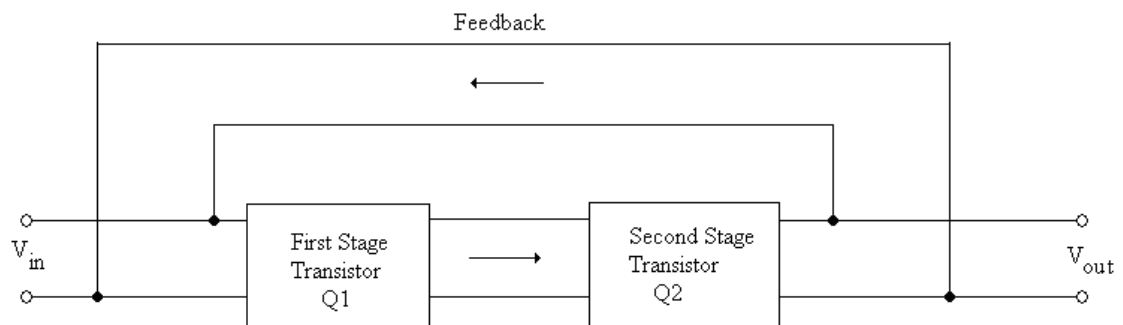 Feedback
V in
First Stage
Transistor
Q1
Second Stage
Transistor
Q2
V out